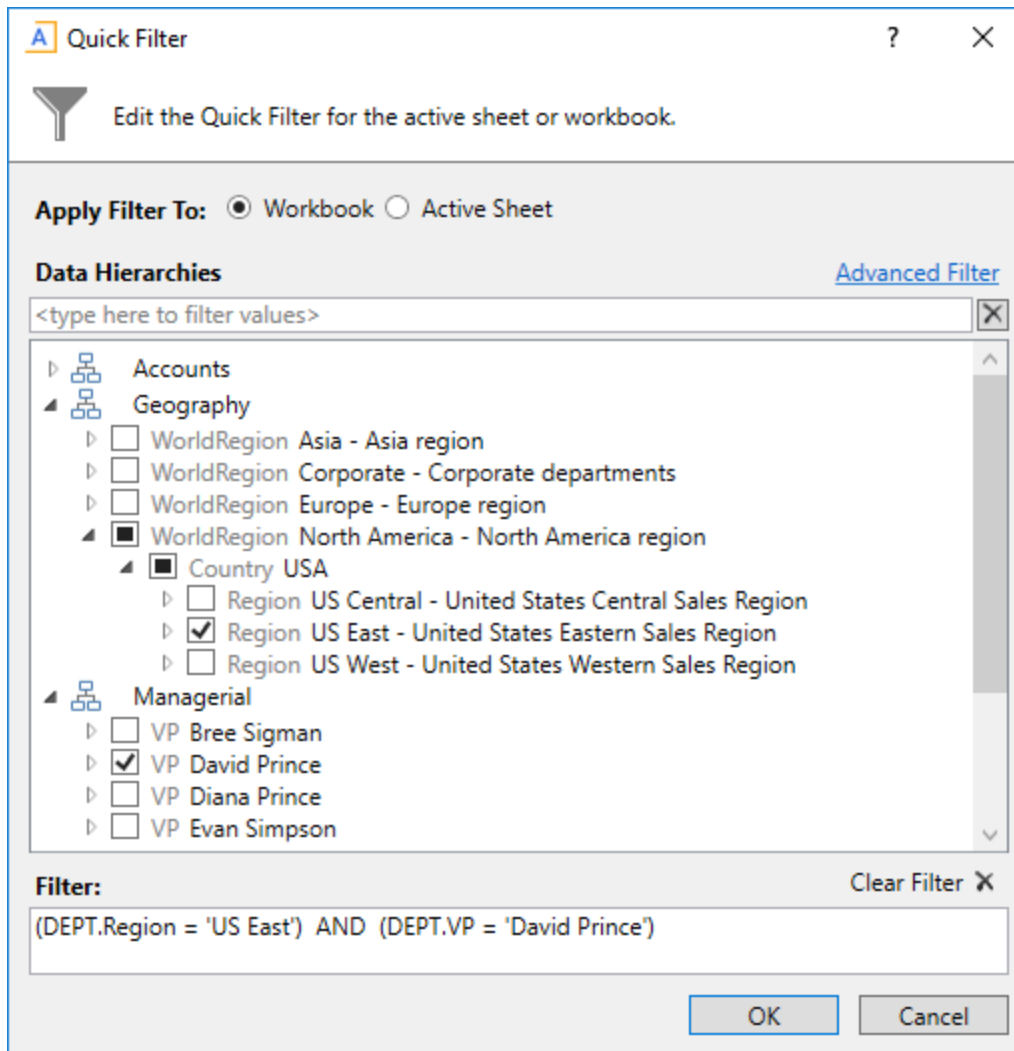 A Quick Filter ?
Edit the Quick Filter for the active sheet or workbook.
Apply Filter To: Workbook Active Sheet
Data Hierarchies Advanced Filter
<type here to filter values>
Accounts
Geography
WorldRegion Asia - Asia region
WorldRegion Corporate - Corporate departments
WorldRegion Europe - Europe region
WorldRegion North America - North America region
Country USA
Region US Central - United States Central Sales Region
Region US East - United States Eastern Sales Region
Region US West - United States Western Sales Region
Managerial
VP Bree Sigman
VP David Prince
VP Diana Prince
VP Evan Simpson
Filter: Clear Filter
(DEPT.Region = 'US East') AND (DEPT.VP = 'David Prince')
OK Cancel